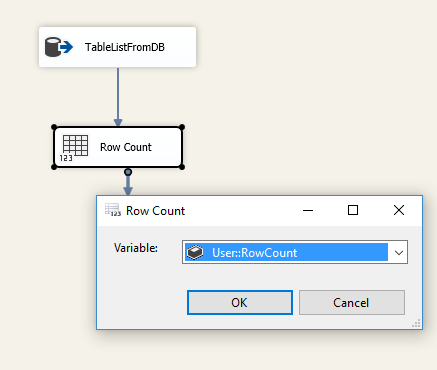 TableListFromDB
123
Row Count
123 Row Count
Variable:
User::RowCount
OK
Cancel